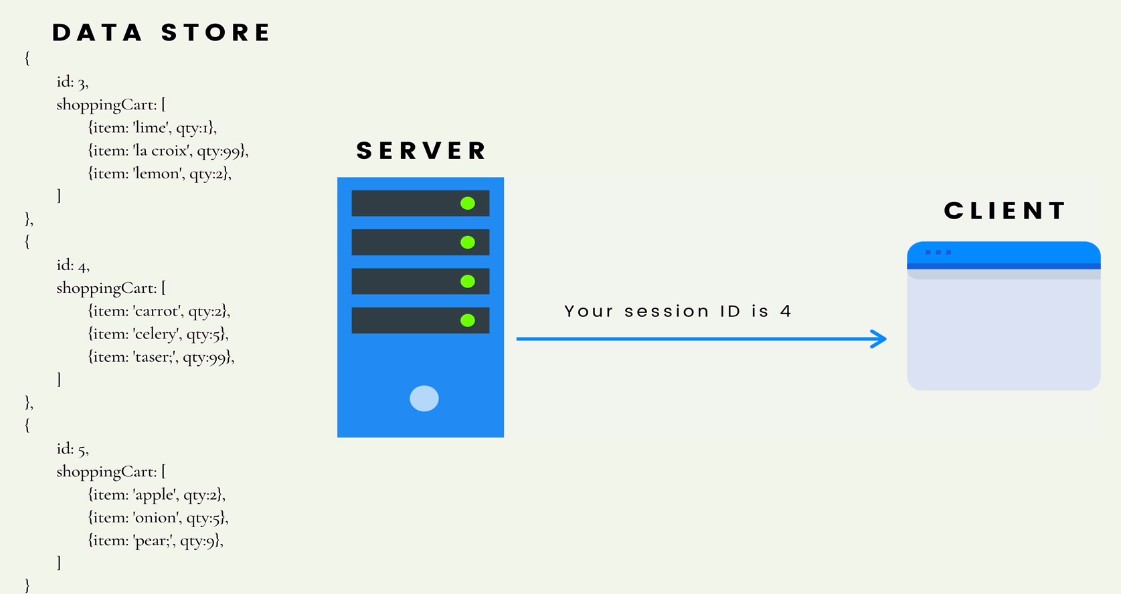 DATA STORE
{
id: 3,
shoppingCart: [
{item: 'lime', qty:1},
{item: 'la croix', qty:99},
{item: 'lemon', qty:2},
]
},
{
id: 4,
shoppingCart: [
{item: 'carrot', qty:2},
{item: 'celery', qty:5},
{item: 'taser;', qty:99},
]
},
{
id: 5,
shoppingCart: [
{item: 'apple', qty:2},
{item: 'onion', qty:5},
{item: 'pear;', qty:9},
]
}
SERVER
Your session ID is 4
CLIENT